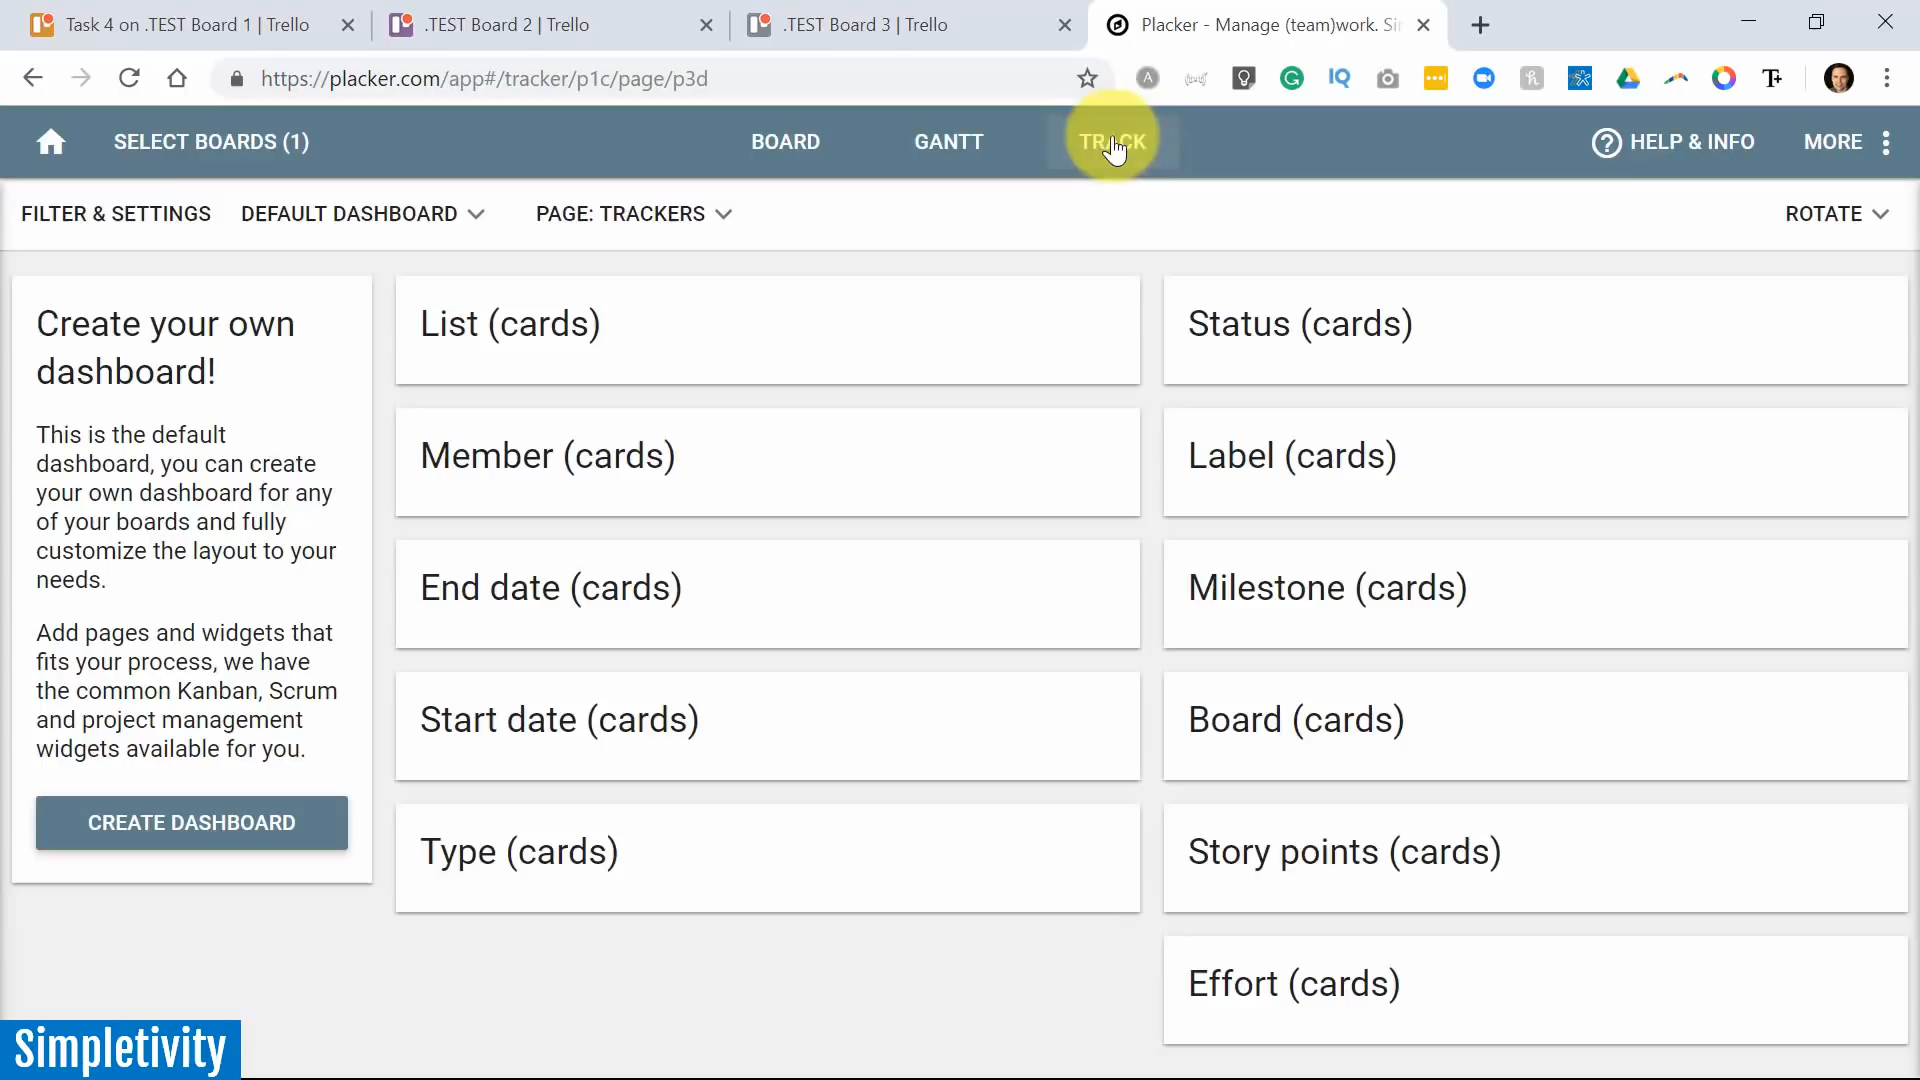 Task 4 on .TEST Board 1 | Trello
.TEST Board 2 | Trello
.TEST Board 3 | Trello
Placker - Manage (team)work. Si
https://placker.com/app#/tracker/p1c/page/p3d
SELECT BOARDS (1)
BOARD
GANTT
TRACK
HELP & INFO
MORE
FILTER & SETTINGS
DEFAULT DASHBOARD
PAGE: TRACKERS
ROTATE
Create your own
dashboard!
This is the default
dashboard, you can create
your own dashboard for any
of your boards and fully
customize the layout to your
needs.
Add pages and widgets that
fits your process, we have
the common Kanban, Scrum
and project management
widgets available for you.
CREATE DASHBOARD
List (cards)
Status (cards)
Member (cards)
Label (cards)
End date (cards)
Milestone (cards)
Start date (cards)
Board (cards)
Type (cards)
Story points (cards)
Effort (cards)
Simpletivity